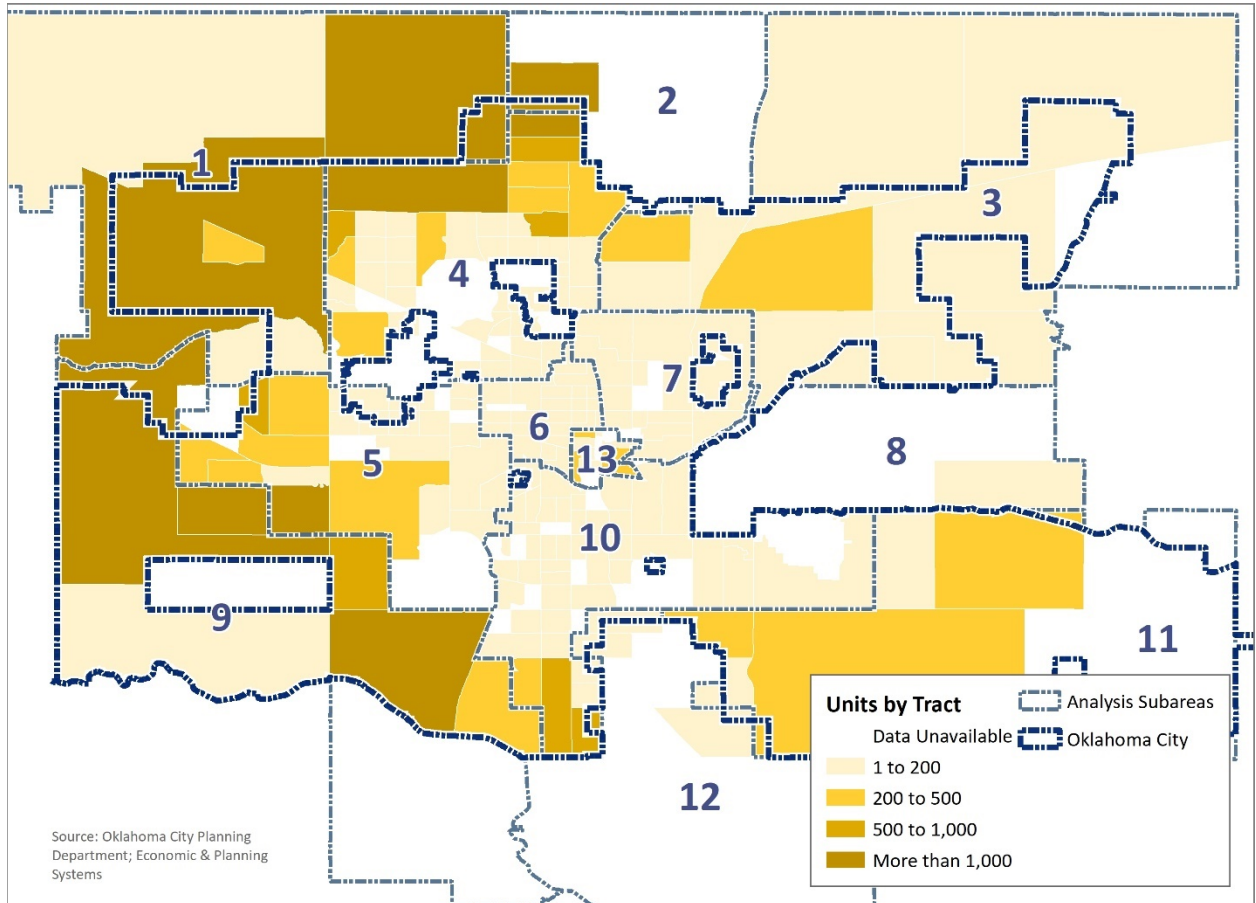 2
1
3
4
7
6
13
5
8
10
9
11
12
Units by Tract
Data Unavailable
1 to 200
200 to 500
500 to 1,000
More than 1,000
Analysis Subareas
Oklahoma City
Source: Oklahoma City Planning
Department; Economic & Planning
Systems